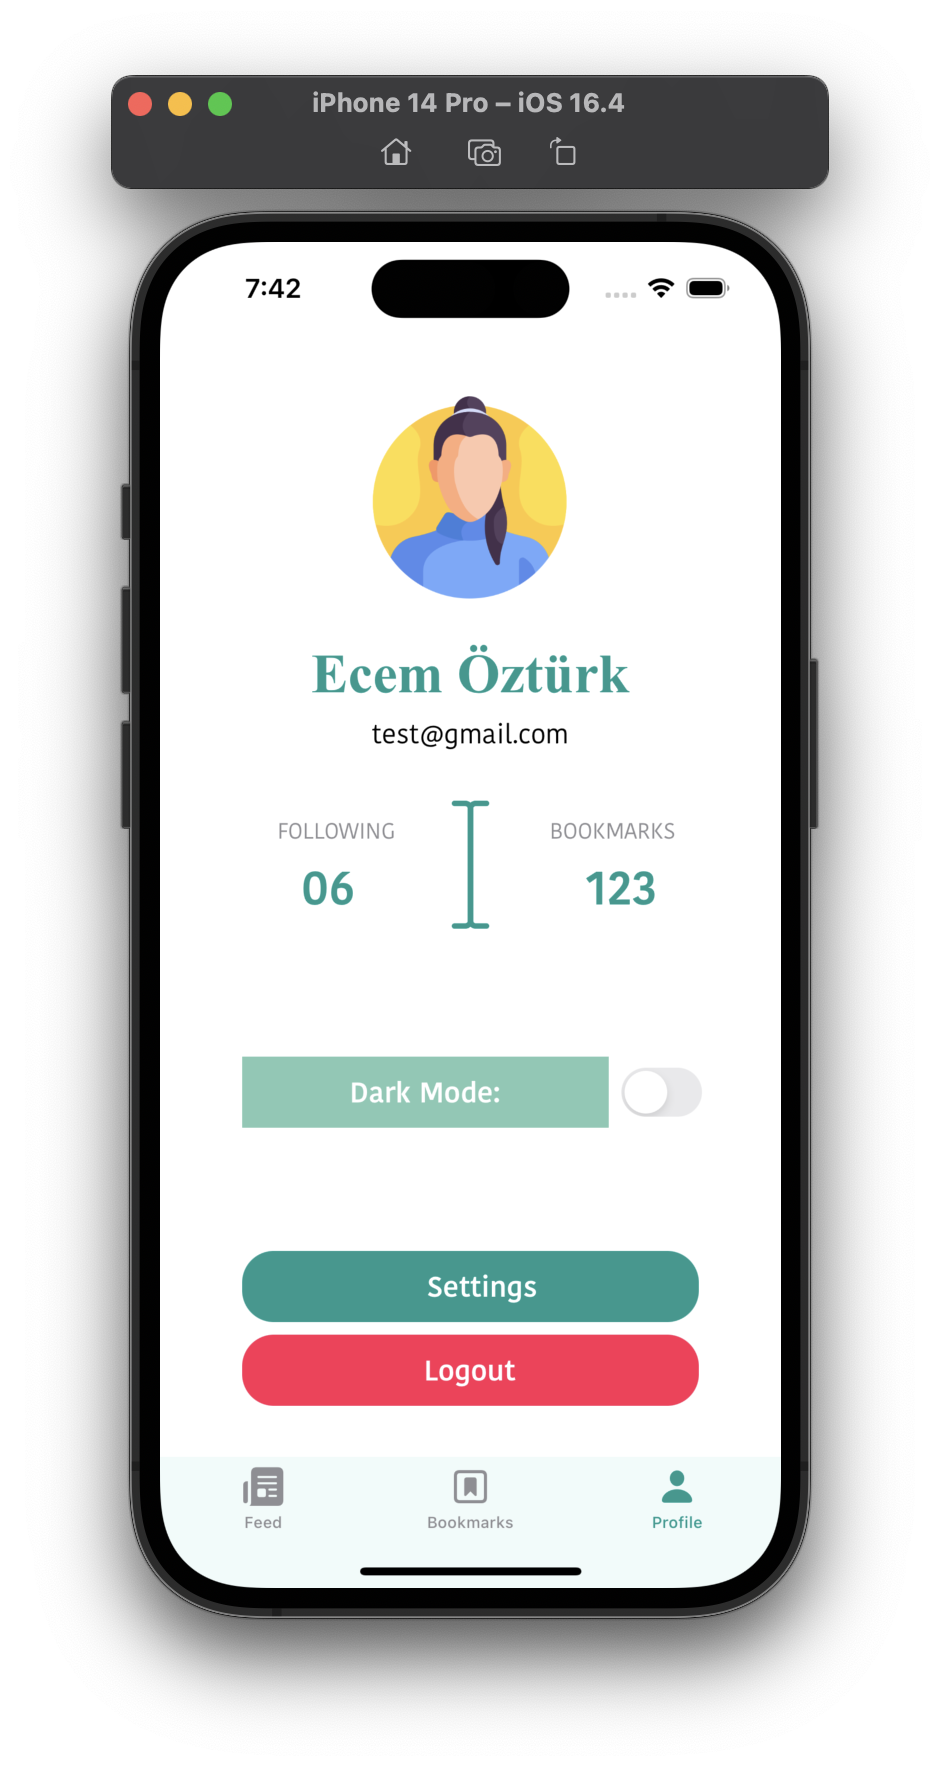 iPhone 14 Pro – iOS 16.4
7:42
Ecem Öztürk
test@gmail.com
FOLLOWING
06
BOOKMARKS
123
Dark Mode:
Settings
Logout
Feed
Bookmarks
Profile